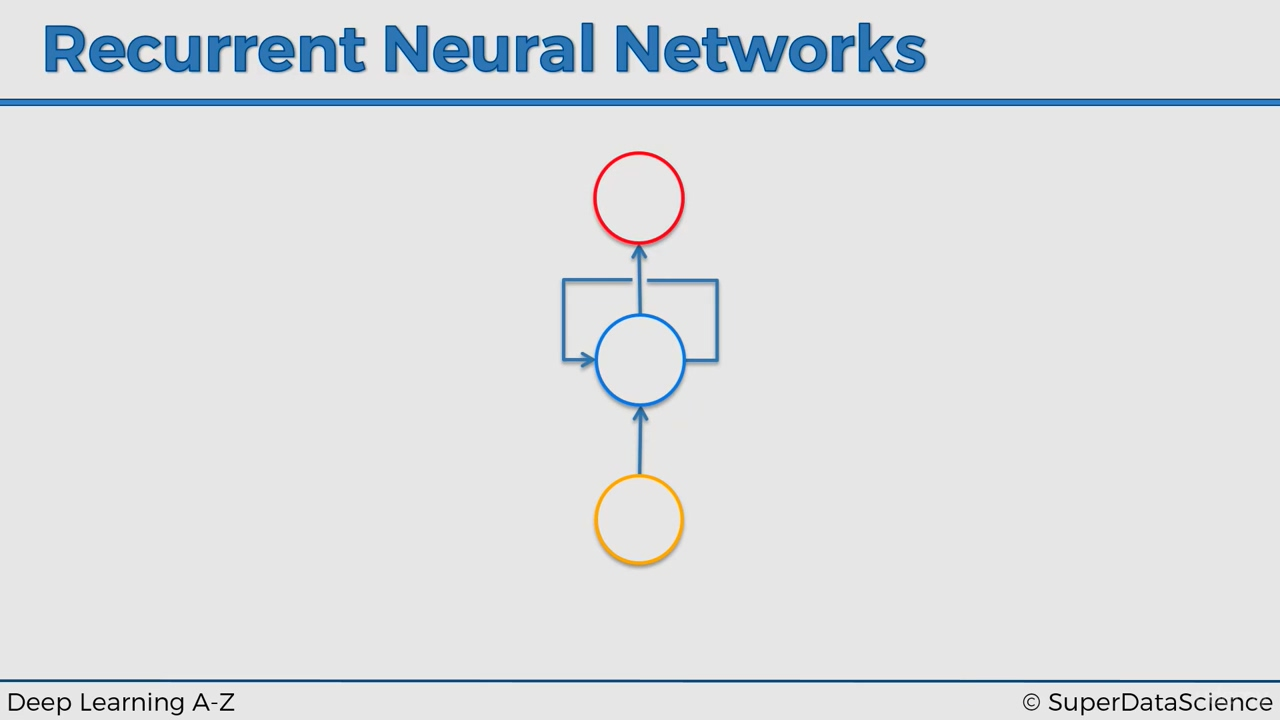 Recurrent Neural Networks
Deep Learning A-Z
© SuperDataScience